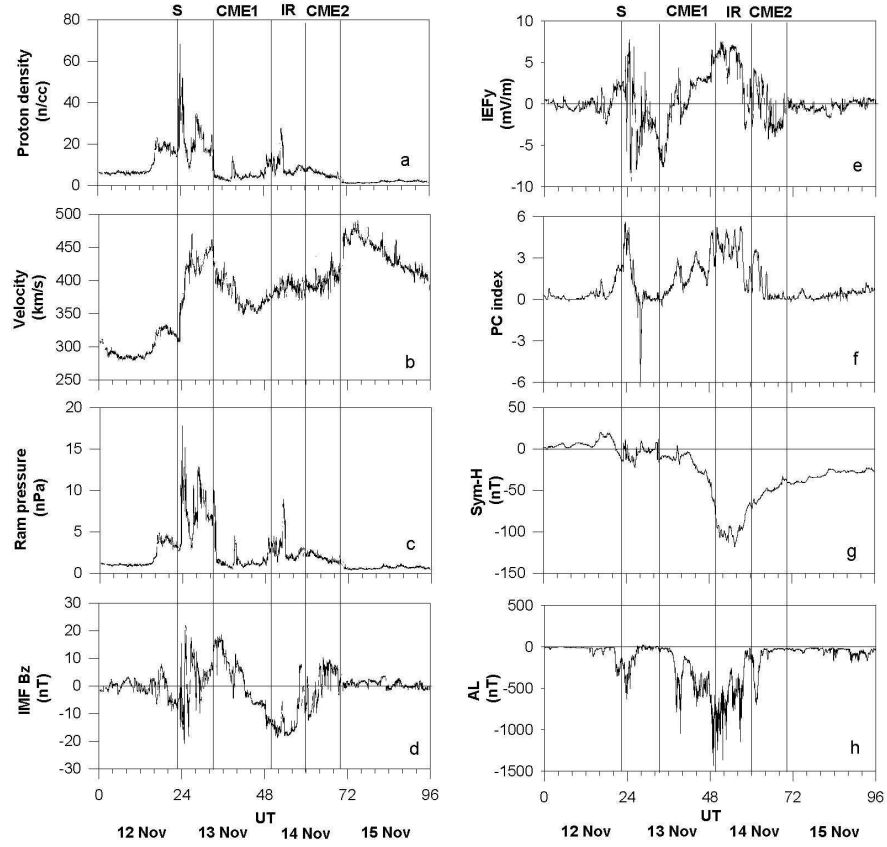 S CME1 IR CME2
Proton density
(n/cc)
80
60
40
20
0
a
Velocity
(km/s)
500
450
400
350
300
250
b
Ram pressure
(nPa)
20
15
10
5
0
c
IMF Bz
(nT)
30
20
10
0
-10
-20
-30
d
0 24 48 72 96
UT
12 Nov 13 Nov 14 Nov 15 Nov
S CME1 IR CME2
IEFy
(mV/m)
10
5
0
-5
-10
e
PC index
6
3
0
-3
-6
f
Sym-H
(nT)
50
0
-50
-100
-150
g
AL
(nT)
500
0
-500
-1000
-1500
h
0 24 48 72 96
UT
12 Nov 13 Nov 14 Nov 15 Nov